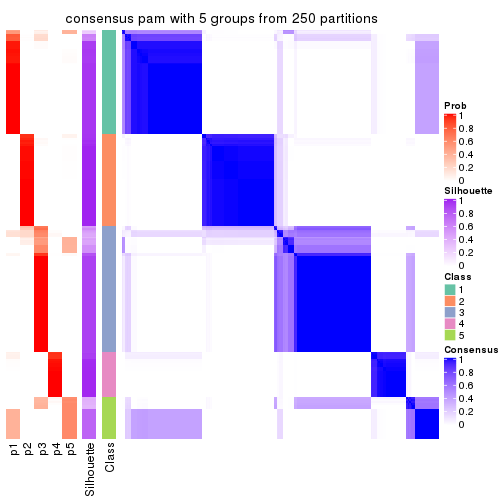 consensus pam with 5 groups from 250 partitions
Prob
1
0.8
0.6
0.4
0.2
0
Silhouette
1
0.8
0.6
0.4
0.2
0
Class
1
2
3
4
5
Consensus
1
0.8
0.6
0.4
0.2
0
p1
p2
p3
p4
p5
Silhouette
Class